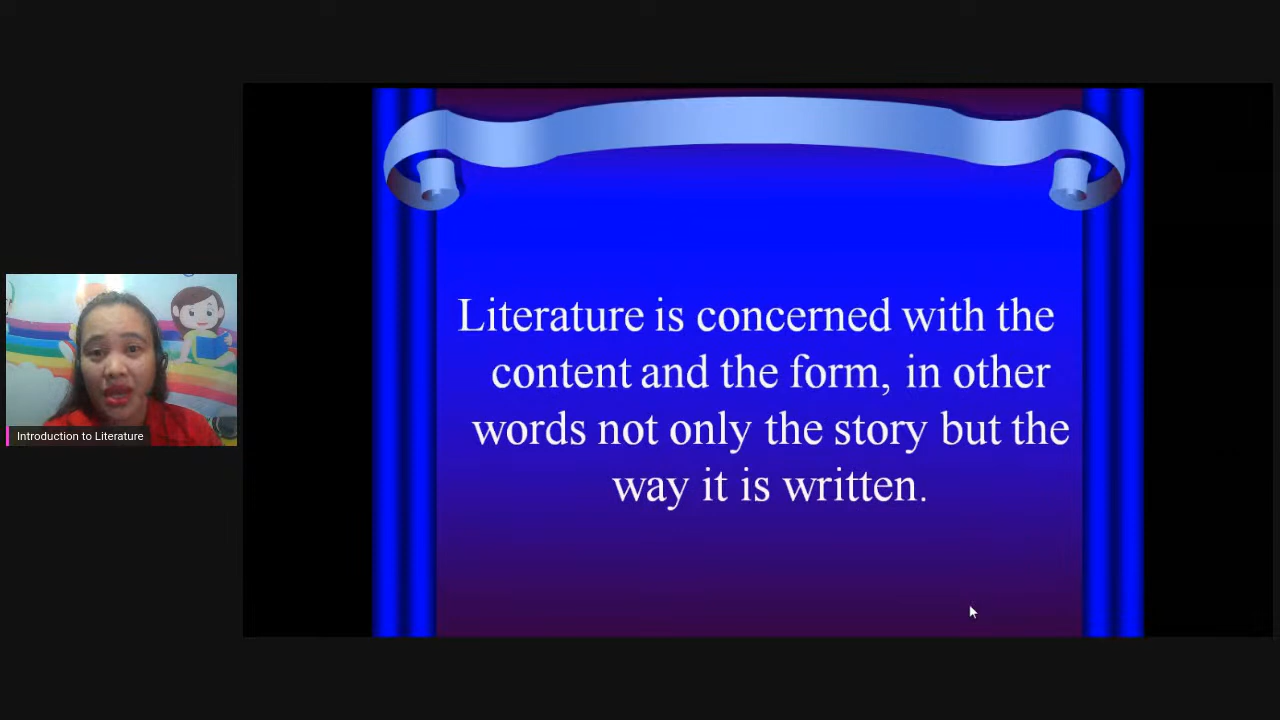 Literature is concerned with the
content and the form, in other
words not only the story but the
way it is written.
Introduction to Literature